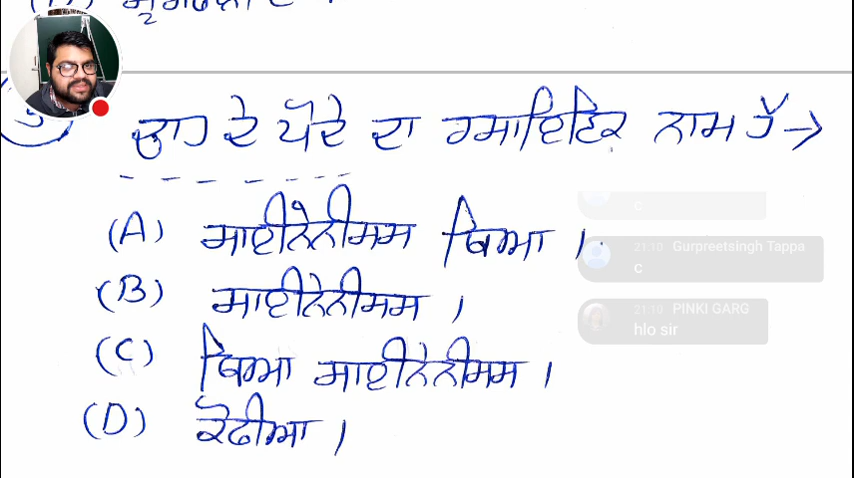 ਚਾਹ ਦੇ ਪੌਦੇ ਦਾ ਰਸਾਇਣਿਕ ਨਾਮ ਹੈ →
(A) ਸਾਈਨੇਨੀਸਸ ਥਿਆ ।
(B) ਸਾਈਨੇਨੀਸਸ ।
(C) ਥਿਆ ਸਾਈਨੇਨੀਸਸ ।
(D) ਕੋਫੀਆ ।
C
21:10 Gurpreetsingh Tappa
C
21:10 PINKI GARG
hlo sir